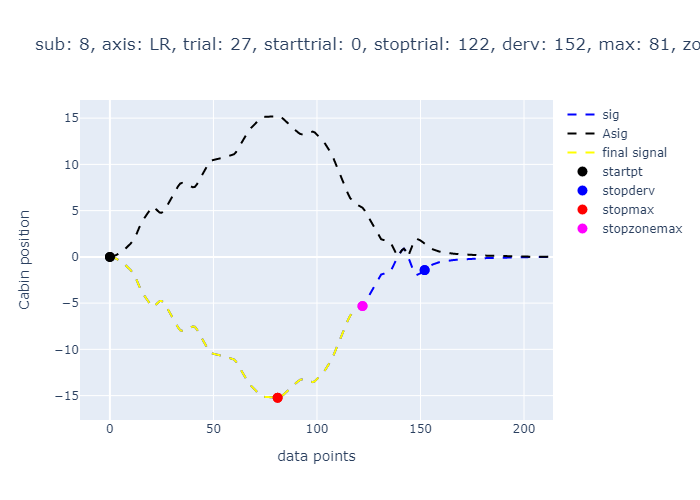 sub: 8, axis: LR, trial: 27, starttrial: 0, stoptrial: 122, derv: 152, max: 81, zo
15
10
5
0
−5
−10
−15
Cabin position
0
50
100
150
200
data points
sig
Asig
final signal
startpt
stopderv
stopmax
stopzonemax